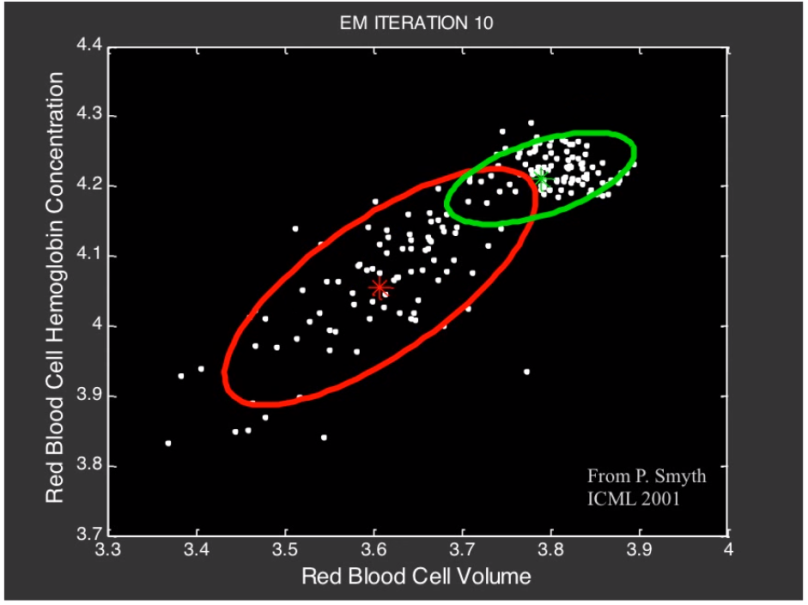 EM ITERATION 10
Red Blood Cell Hemoglobin Concentration
4.4
4.3
4.2
4.1
4
3.9
3.8
3.7
From P. Smyth
ICML 2001
3.3 3.4 3.5 3.6 3.7 3.8 3.9 4
Red Blood Cell Volume